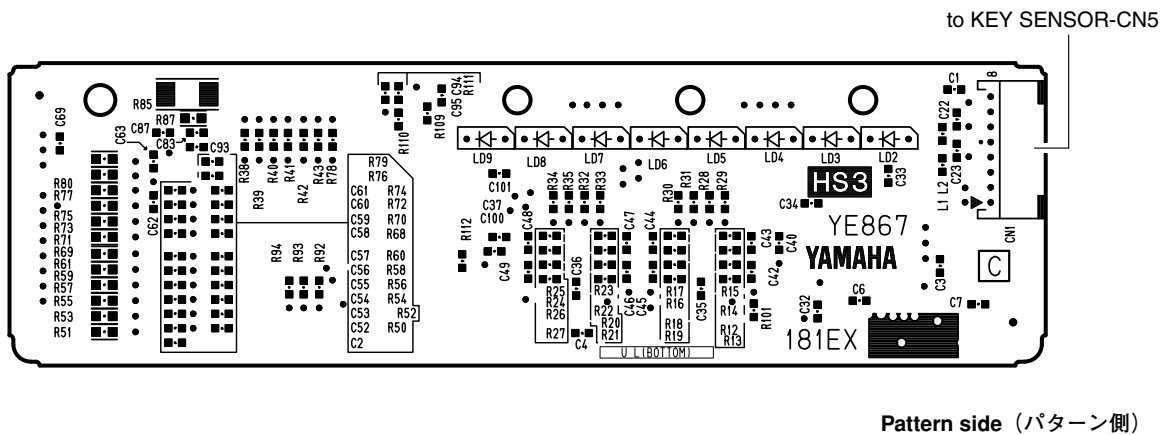 to KEY SENSOR-CN5
C69
R85
R87
C87
C63
C83
C93
R38
R39
R40
R41
R42
R43
R78
R110
R109
C95
C94
R111
LD9
LD8
LD7
LD6
LD5
LD4
LD3
LD2
C1
8
C22
C23
L2
L1
CN1
R80
R77
R75
R73
R71
R69
R61
R59
R57
R55
R53
R51
C62
R94
R93
R92
R79
R76
C61 R74
C60 R72
C59 R70
C58 R68
C57 R60
C56 R58
C55 R56
C54 R54
C53 R52
C52 R50
C2
R112
C101
C37
C100
C49
C48
R34
R35
R32
R33
C47
C44
R30
R31
R28
R29
HS3
C33
C34
YE867
YAMAHA
C
C43
C40
C42
C36
C46
C45
C35
R101
C32
C6
C7
R25
R24
R26
R27
R23
R22
R20
R21
R17
R16
R18
R19
R15
R14
R12
R13
C4
U L(BOTTOM)
181EX
Pattern side（パターン側）